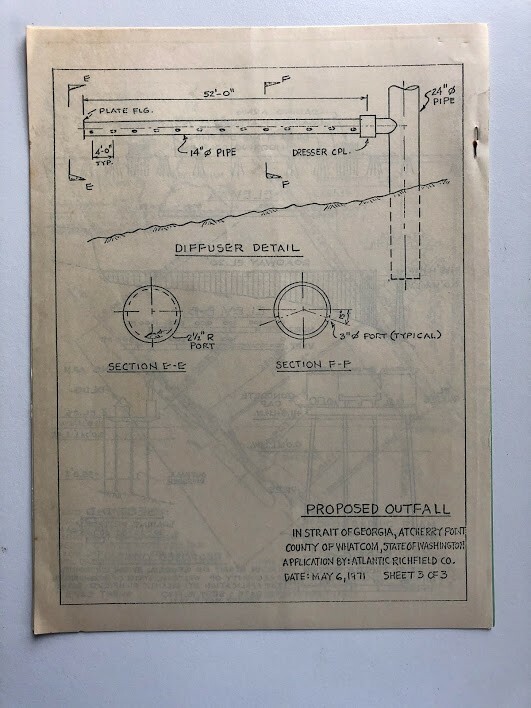 E
F
52'-0"
24" Ø
PIPE
PLATE FLG.
4'-0"
TYP.
14" Ø PIPE
DRESSER CPL.
E
F
DIFFUSER DETAIL
2½" R
PORT
3" Ø PORT (TYPICAL)
SECTION E-E
SECTION F-F
PROPOSED OUTFALL
IN STRAIT OF GEORGIA, AT CHERRY POINT
COUNTY OF WHATCOM, STATE OF WASHINGTON
APPLICATION BY: ATLANTIC RICHFIELD CO.
DATE: MAY 6, 1971 SHEET 3 OF 3